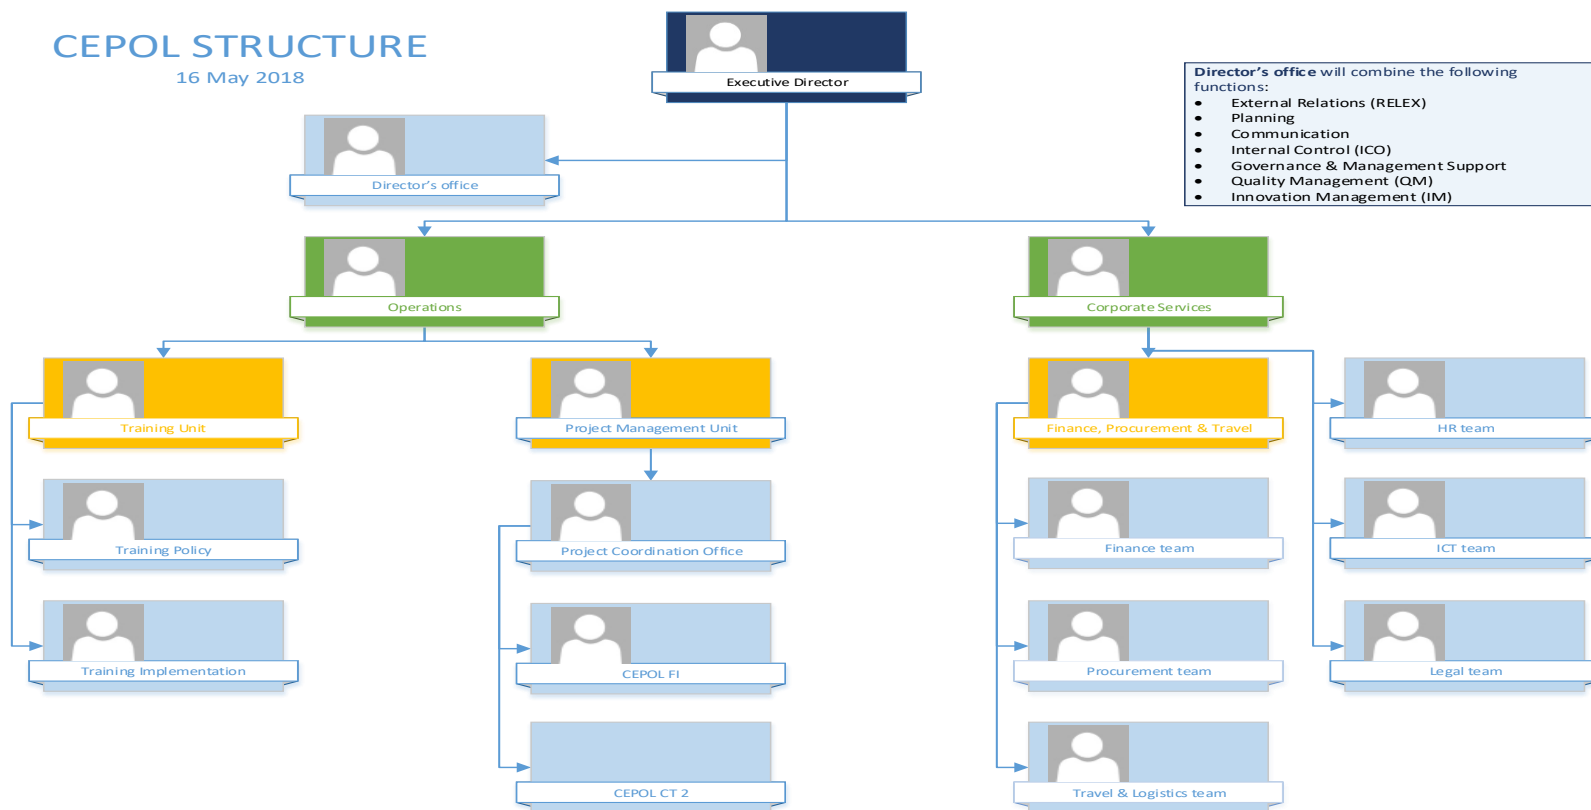 CEPOL STRUCTURE
16 May 2018
Executive Director
Director's office will combine the following
functions:
• External Relations (RELEX)
• Planning
• Communication
• Internal Control (ICO)
• Governance & Management Support
• Quality Management (QM)
• Innovation Management (IM)
Director's office
Operations
Corporate Services
Training Unit
Project Management Unit
Finance, Procurement & Travel
HR team
Training Policy
Project Coordination Office
Finance team
ICT team
Training Implementation
CEPOL FI
Procurement team
Legal team
CEPOL CT 2
Travel & Logistics team